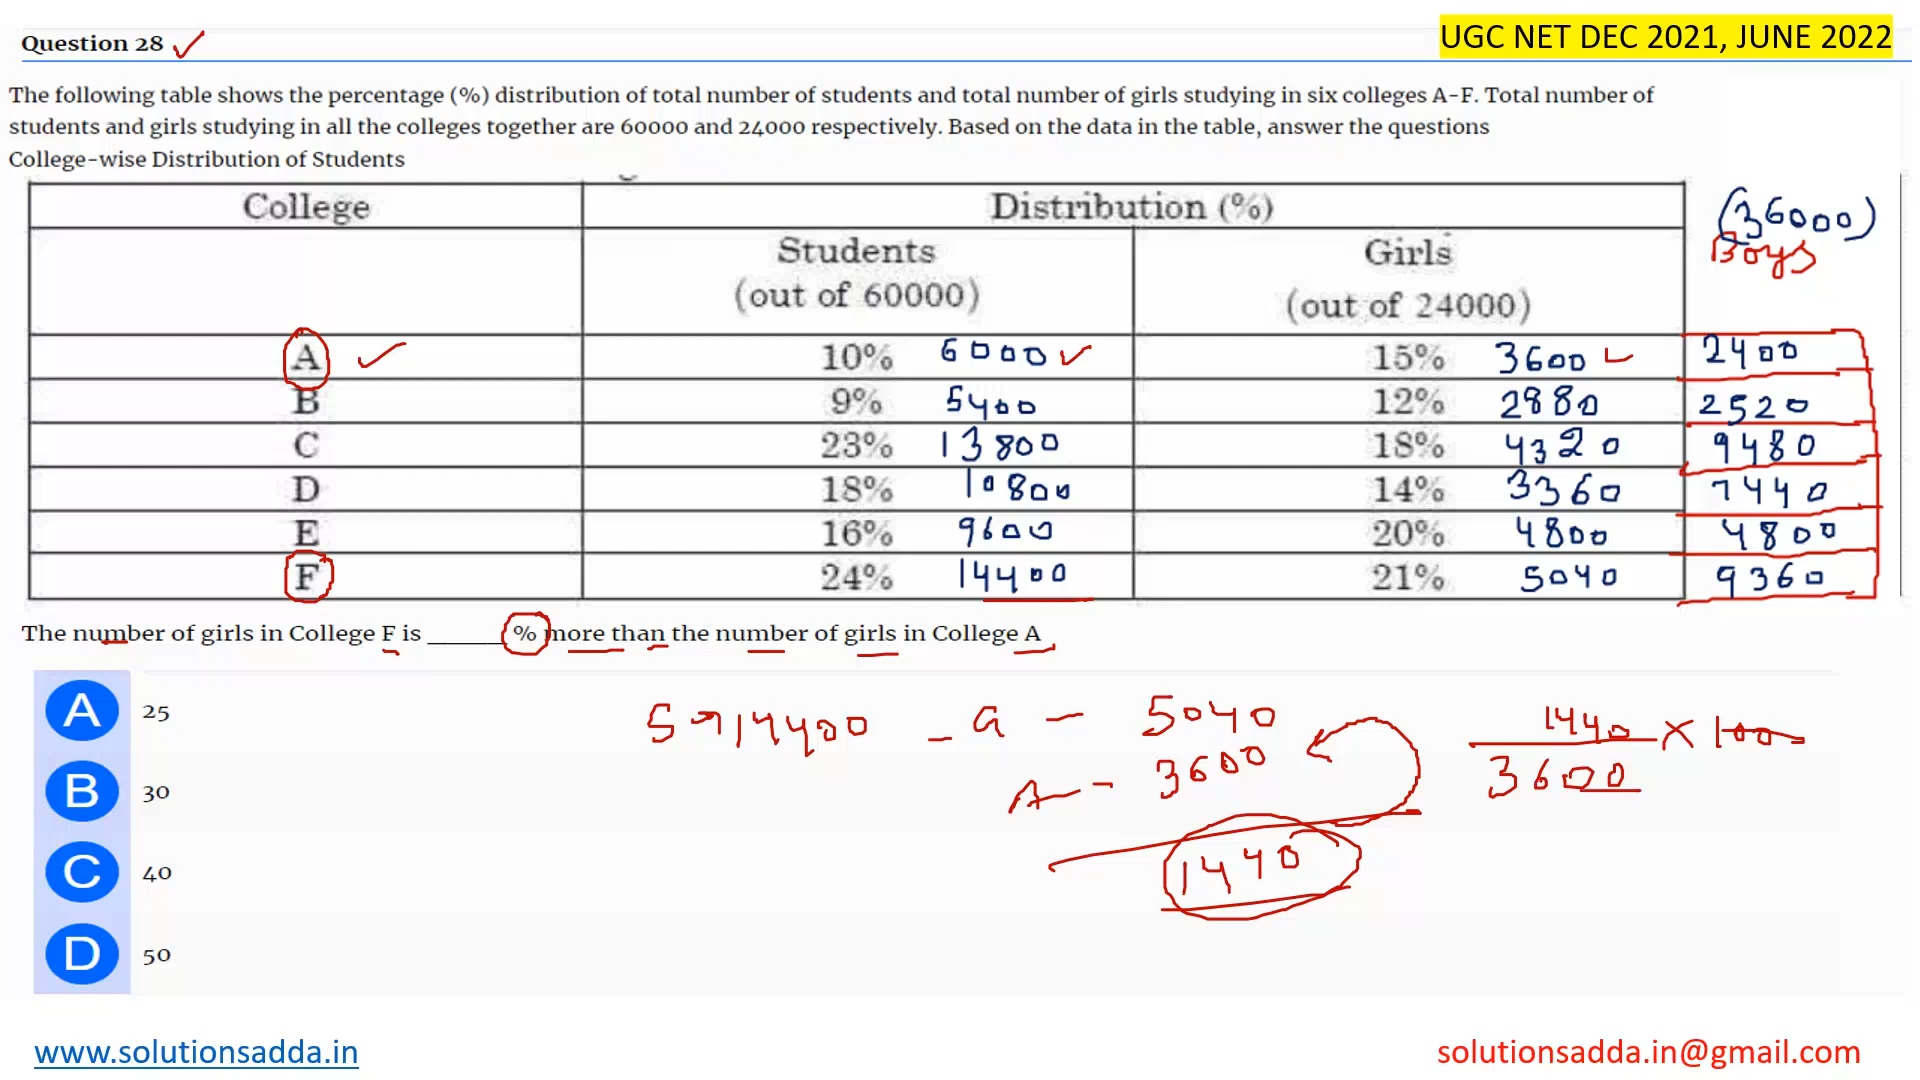 Question 28
UGC NET DEC 2021, JUNE 2022
The following table shows the percentage (%) distribution of total number of students and total number of girls studying in six colleges A-F. Total number of
students and girls studying in all the colleges together are 60000 and 24000 respectively. Based on the data in the table, answer the questions
College-wise Distribution of Students
College Distribution (%)
(36000)
Students Girls Boys
(out of 60000) (out of 24000)
A 10% 6000 15% 3600 2400
B 9% 5400 12% 2880 2520
C 23% 13800 18% 4320 9480
D 18% 10800 14% 3360 7440
E 16% 9600 20% 4800 4800
F 24% 14400 21% 5040 9360
The number of girls in College F is ______ % more than the number of girls in College A
A 25
B 30
C 40
D 50
14400 - G - 5040
A - 3600
1440
1440 × 100
3600
www.solutionsadda.in
solutionsadda.in@gmail.com